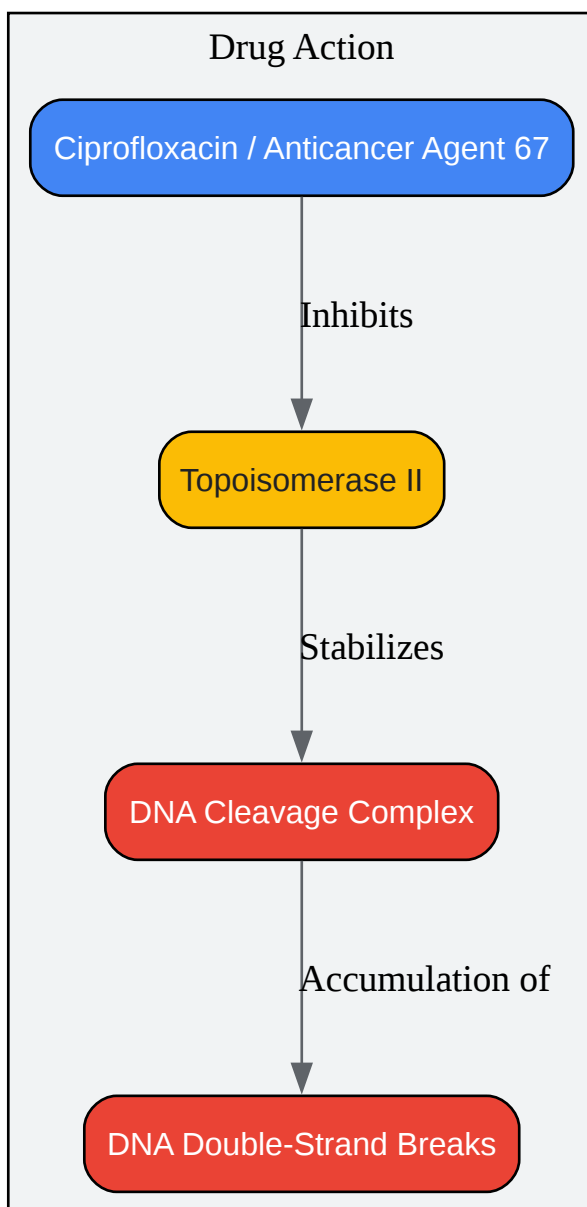 Drug Action
Ciprofloxacin / Anticancer Agent 67
Inhibits
Topoisomerase II
Stabilizes
DNA Cleavage Complex
Accumulation of
DNA Double-Strand Breaks